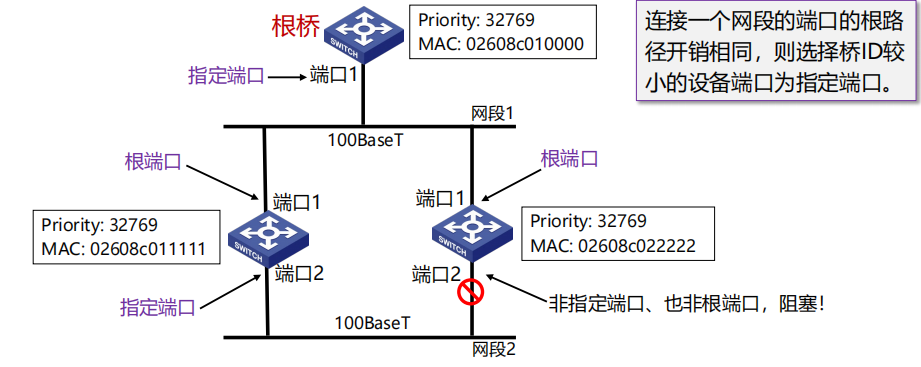 根桥
SWITCH
Priority: 32769
MAC: 02608c010000
连接一个网段的端口的根路
径开销相同，则选择桥ID较
小的设备端口为指定端口。
指定端口
端口1
网段1
100BaseT
根端口
根端口
端口1
端口1
Priority: 32769
MAC: 02608c011111
SWITCH
SWITCH
Priority: 32769
MAC: 02608c022222
端口2
端口2
指定端口
非指定端口、也非根端口，阻塞！
100BaseT
网段2